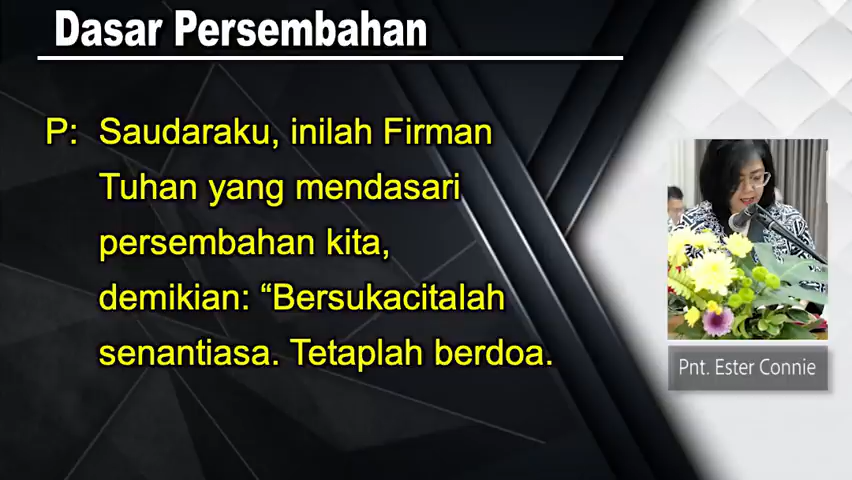 Dasar Persembahan
P: Saudaraku, inilah Firman
Tuhan yang mendasari
persembahan kita,
demikian: “Bersukacitalah
senantiasa. Tetaplah berdoa.
Pnt. Ester Connie